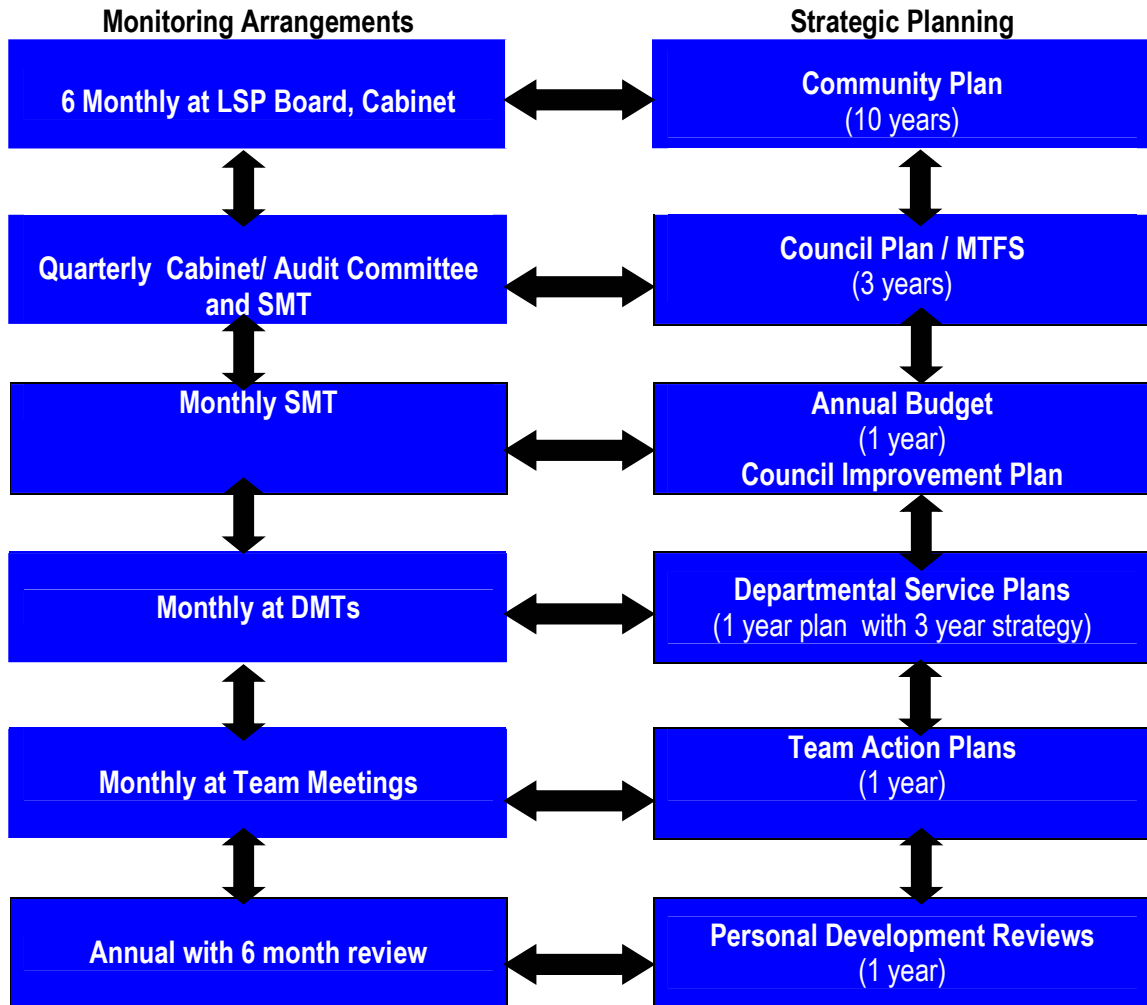 Monitoring Arrangements
Strategic Planning
6 Monthly at LSP Board, Cabinet
Community Plan
(10 years)
Quarterly  Cabinet/ Audit Committee
and SMT
Council Plan / MTFS
(3 years)
Monthly SMT
Annual Budget
(1 year)
Council Improvement Plan
Monthly at DMTs
Departmental Service Plans
(1 year plan  with 3 year strategy)
Monthly at Team Meetings
Team Action Plans
(1 year)
Annual with 6 month review
Personal Development Reviews
(1 year)